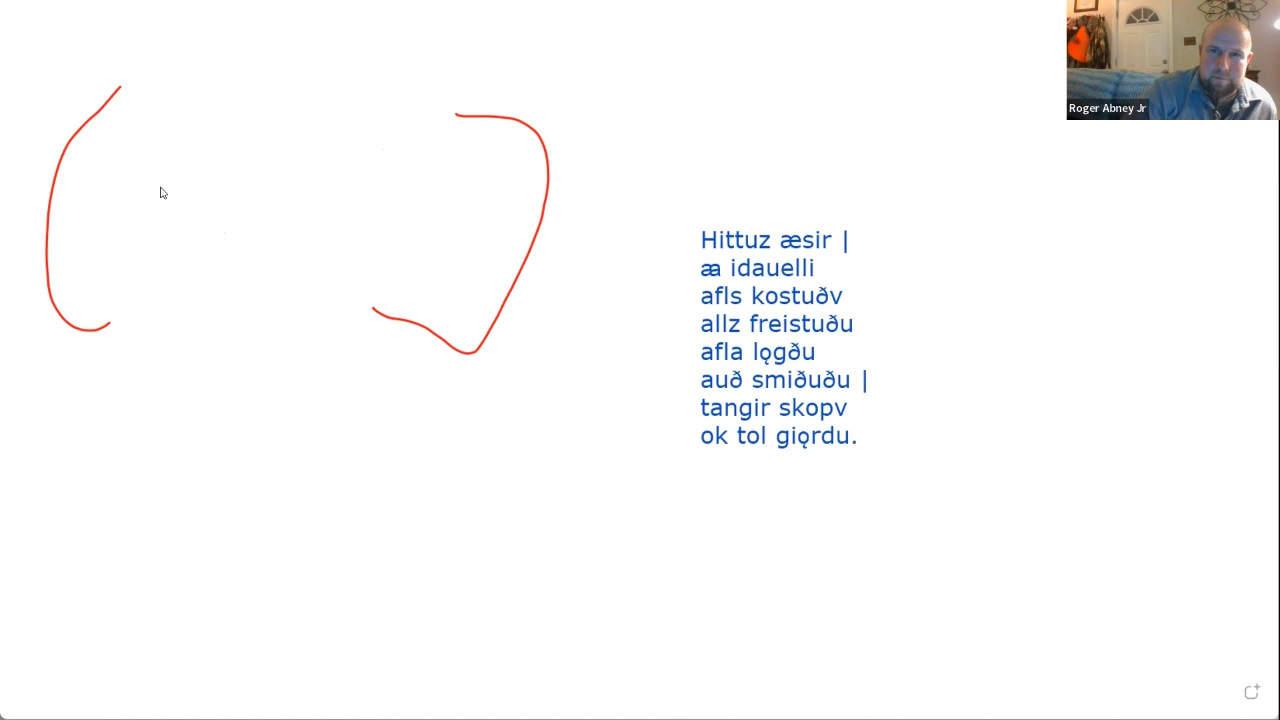 Roger Abney Jr
Hittuz æsir |
æ idauelli
afls kostuðv
allz freistuðu
afla lǫgðu
auð smiðuðu |
tangir skopv
ok tol giǫrdu.